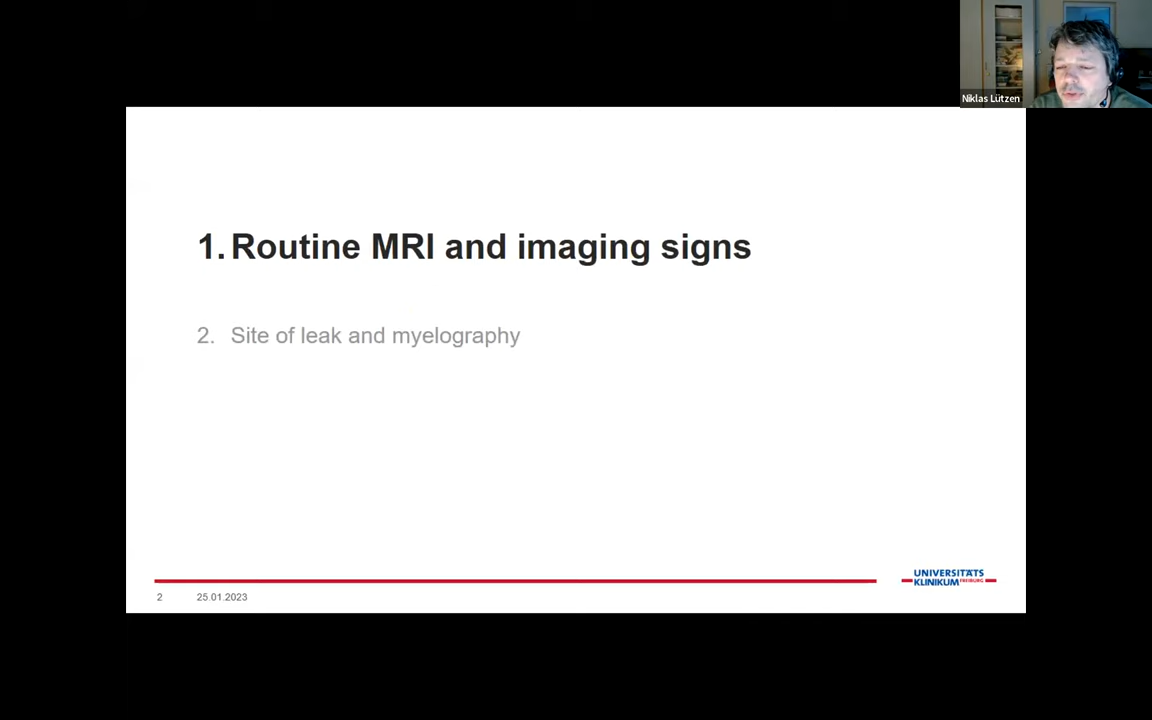 Niklas Lützen
1. Routine MRI and imaging signs
2. Site of leak and myelography
UNIVERSITÄTS
KLINIKUM FREIBURG
2 25.01.2023